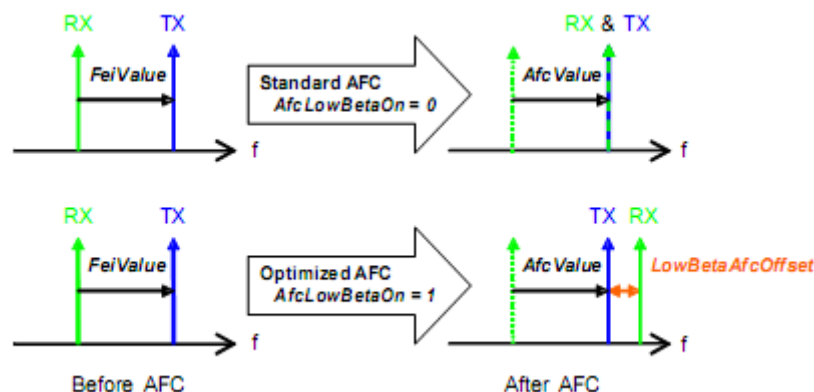 RX TX RX & TX
FeiValue Standard AFC AfcValue
AfcLowBetaOn = 0
f f
RX TX TX RX
FeiValue Optimized AFC AfcValue LowBetaAfcOffset
AfcLowBetaOn = 1
f f
Before AFC After AFC